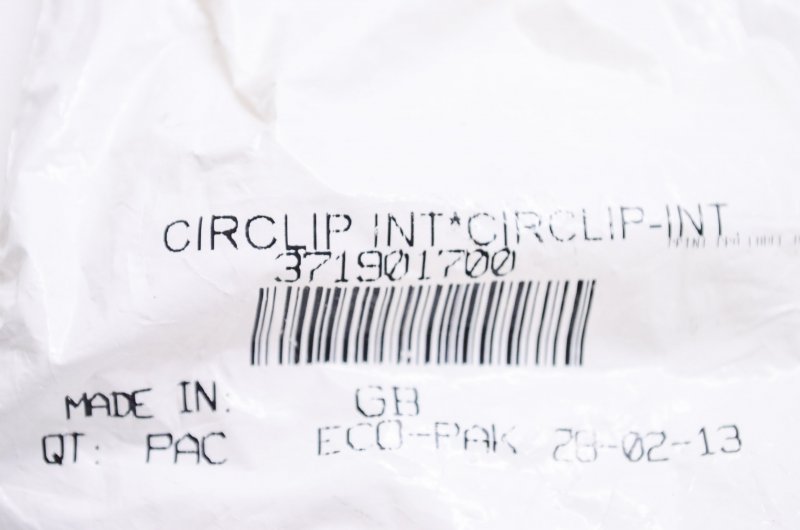 CIRCLIP INT*CIRCLIP-INT
371901700
MADE IN: GB
QT: PAC ECO-PAK 28-02-13